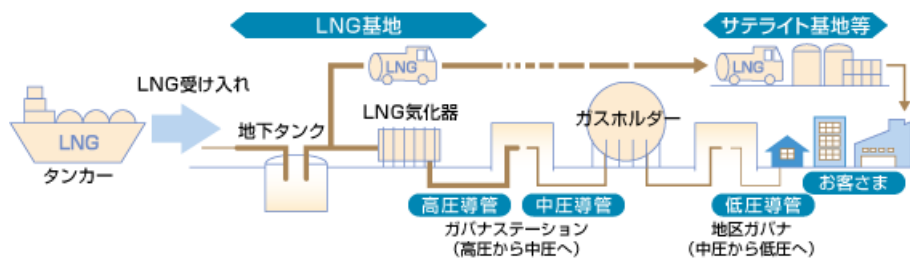 LNG基地
サテライト基地等
LNG
LNG
LNG受け入れ
LNG気化器
ガスホルダー
地下タンク
LNG
タンカー
お客さま
高圧導管
中圧導管
低圧導管
ガバナステーション
(高圧から中圧へ)
地区ガバナ
(中圧から低圧へ)